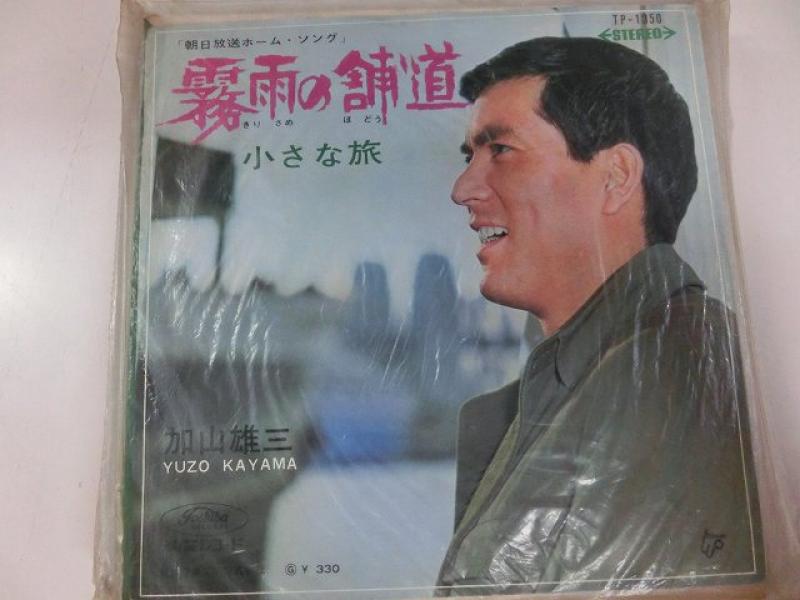 TP-1350
STEREO
「朝日放送ホーム・ソング」
霧雨の舗道
きり さめ ほ どう
小さな旅
加山雄三
YUZO KAYAMA
Toshiba
Ⓖ ¥ 330